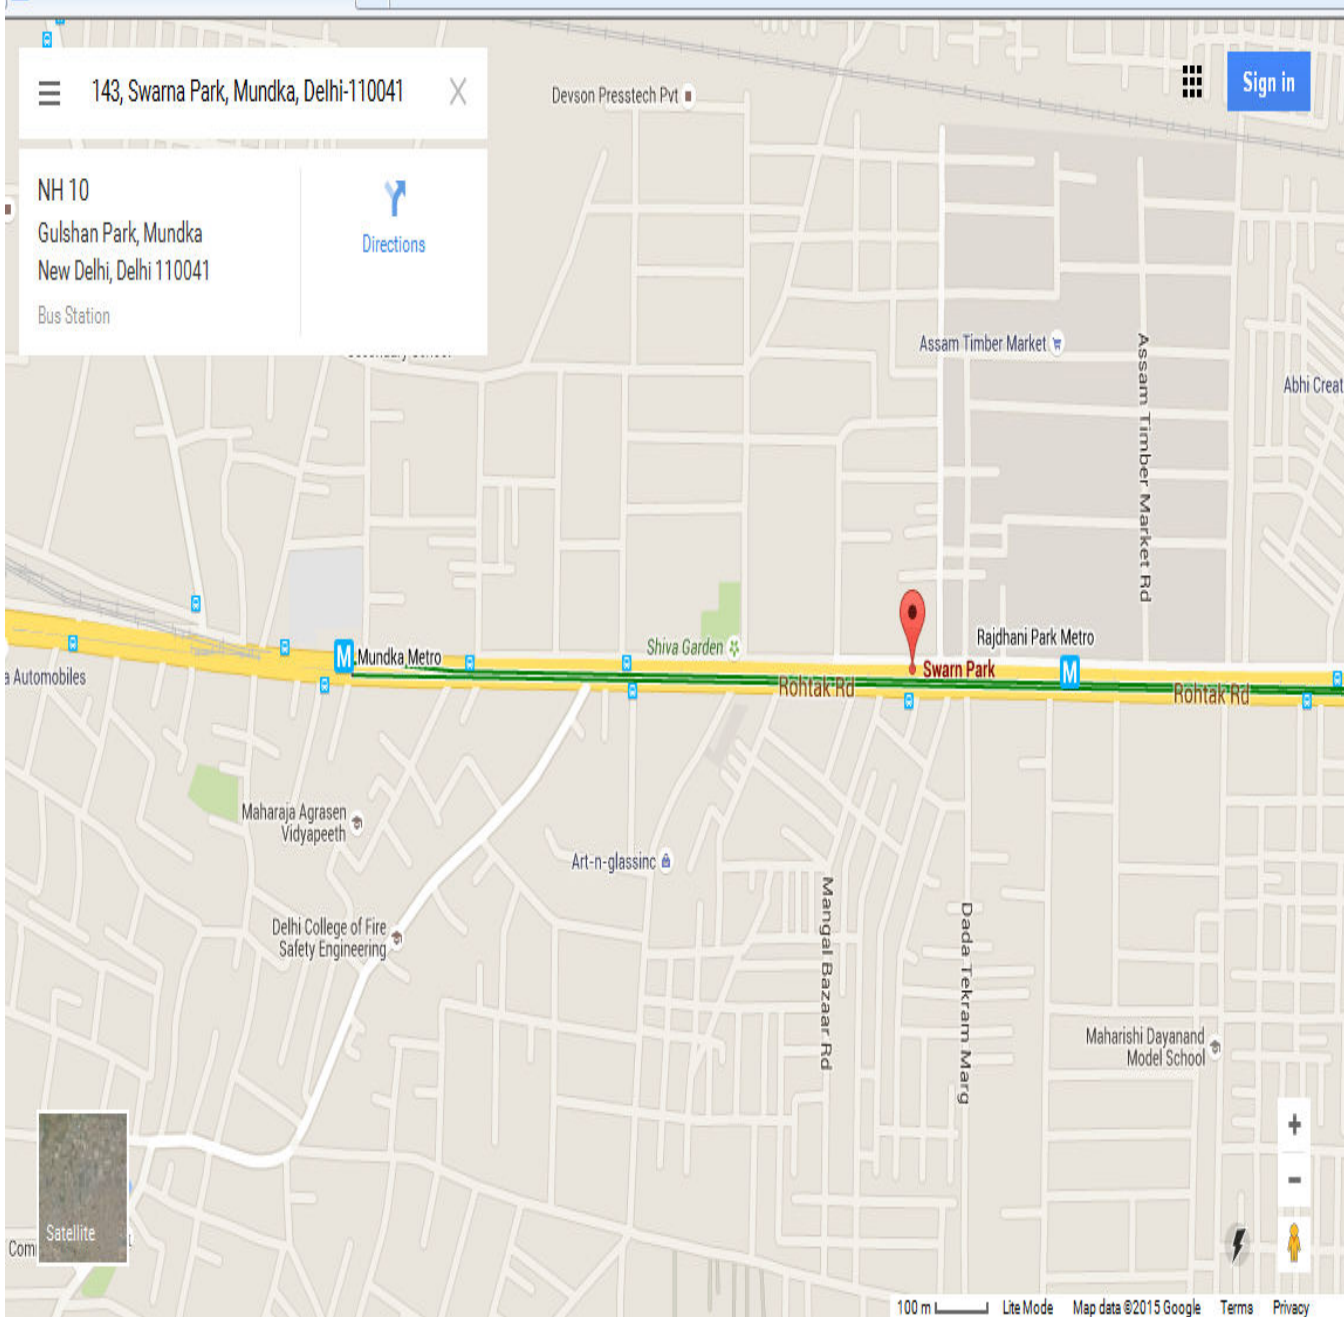 143, Swarna Park, Mundka, Delhi-110041
Sign in
Devson Presstech Pvt
NH 10
Gulshan Park, Mundka
New Delhi, Delhi 110041
Bus Station
Directions
Assam Timber Market
Assam Timber Market Rd
Abhi Creat
Rajdhani Park Metro
M
Mundka Metro
Shiva Garden
Swarn Park
M
Rohtak Rd
Rohtak Rd
a Automobiles
Maharaja Agrasen
Vidyapeeth
Art-n-glassinc
Delhi College of Fire
Safety Engineering
Mangal Bazaar Rd
Dada Tekram Marg
Maharishi Dayanand
Model School
+
−
Satellite
Com
100 m
Lite Mode
Map data ©2015 Google
Terms
Privacy